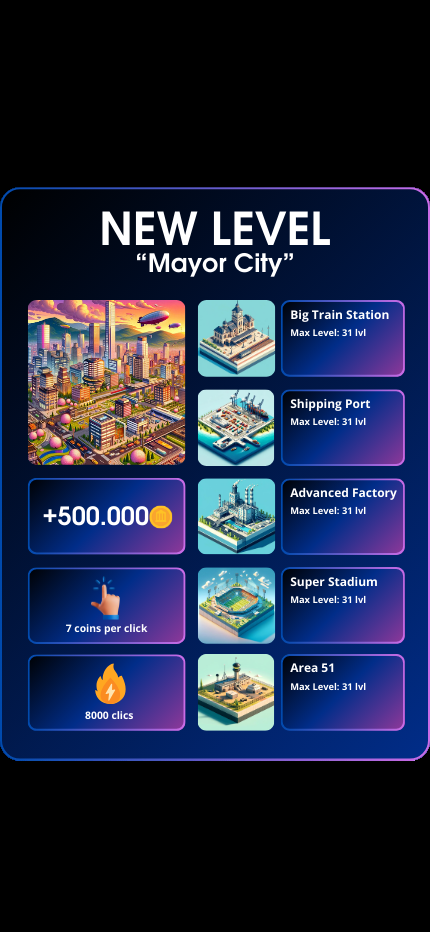 NEW LEVEL
“Mayor City”
Big Train Station
Max Level: 31 lvl
Shipping Port
Max Level: 31 lvl
+500.000
Advanced Factory
Max Level: 31 lvl
7 coins per click
Super Stadium
Max Level: 31 lvl
8000 clics
Area 51
Max Level: 31 lvl